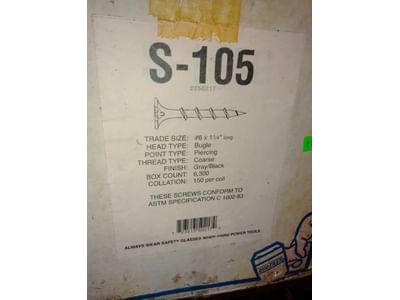 S-105
2250217
TRADE SIZE: #6 x 1¼" long
HEAD TYPE: Bugle
POINT TYPE: Piercing
THREAD TYPE: Coarse
FINISH: Gray/Black
BOX COUNT: 6,300
COLLATION: 150 per coil
THESE SCREWS CONFORM TO
ASTM SPECIFICATION C 1002-83
ALWAYS WEAR SAFETY GLASSES WHEN USING POWER TOOLS